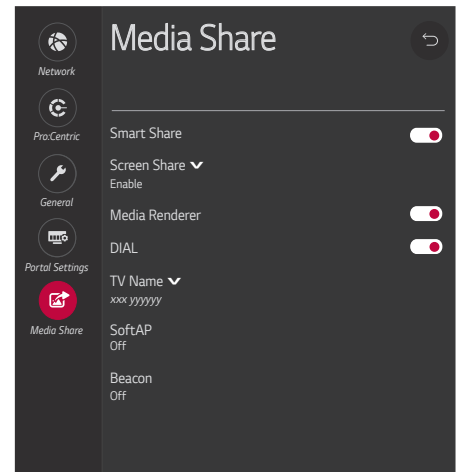 Media Share
Network
Pro:Centric
General
Portal Settings
Media Share
Smart Share
Screen Share
Enable
Media Renderer
DIAL
TV Name
xxx yyyyyy
SoftAP
Off
Beacon
Off